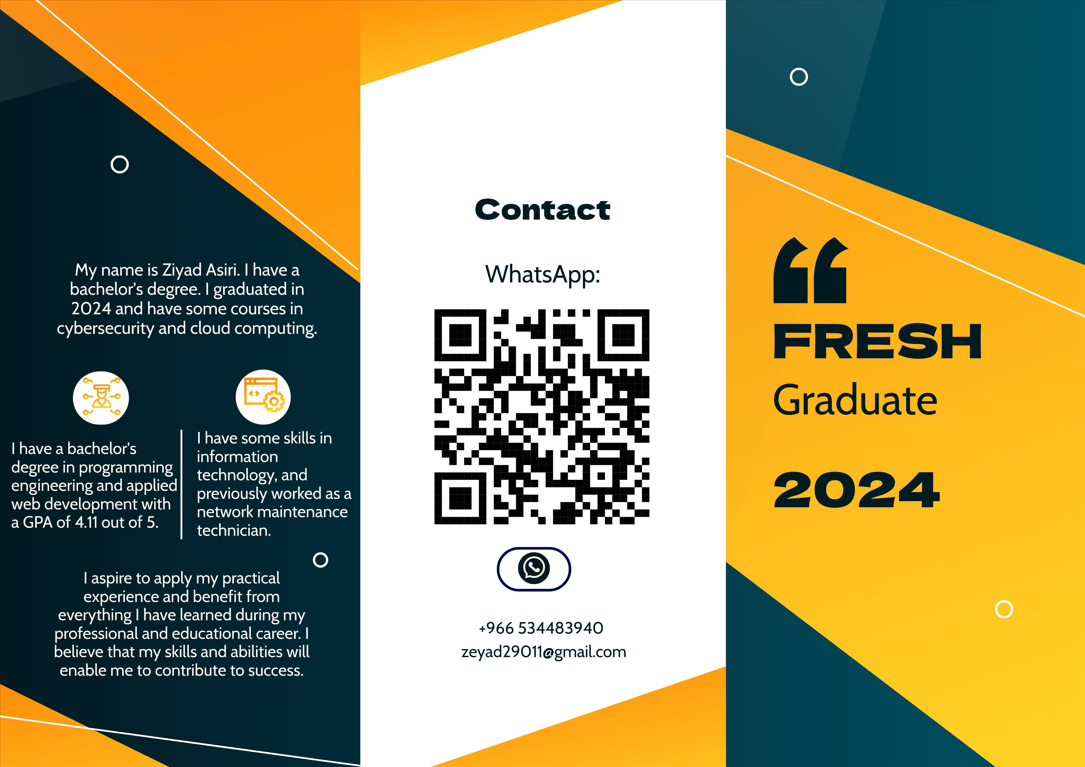 My name is Ziyad Asiri. I have a
bachelor's degree. I graduated in
2024 and have some courses in
cybersecurity and cloud computing.
I have a bachelor's
degree in programming
engineering and applied
web development with
a GPA of 4.11 out of 5.
I have some skills in
information
technology, and
previously worked as a
network maintenance
technician.
I aspire to apply my practical
experience and benefit from
everything I have learned during my
professional and educational career. I
believe that my skills and abilities will
enable me to contribute to success.
Contact
WhatsApp:
+966 534483940
zeyad29011@gmail.com
“
FRESH
Graduate
2024